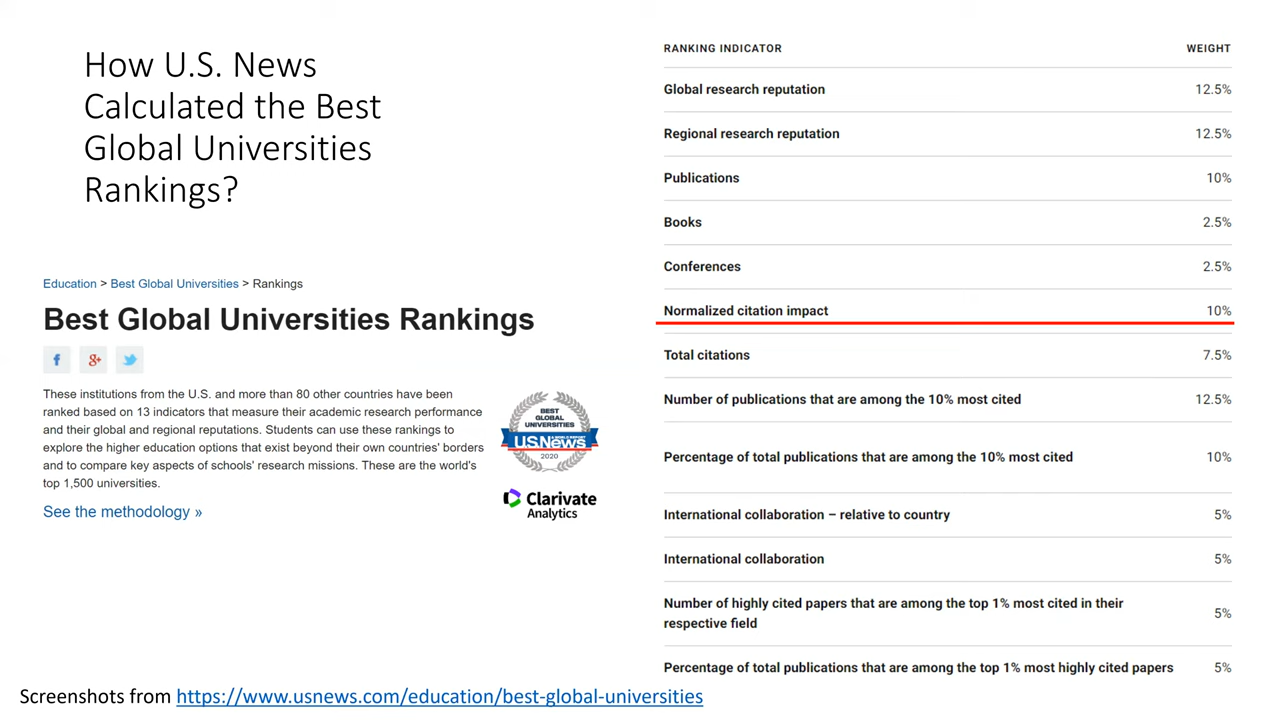 How U.S. News
Calculated the Best
Global Universities
Rankings?
Education > Best Global Universities > Rankings
Best Global Universities Rankings
f
g+
These institutions from the U.S. and more than 80 other countries have been
ranked based on 13 indicators that measure their academic research performance
and their global and regional reputations. Students can use these rankings to
explore the higher education options that exist beyond their own countries' borders
and to compare key aspects of schools' research missions. These are the world's
top 1,500 universities.
See the methodology »
BEST
GLOBAL
UNIVERSITIES
U.S.News
2020
Clarivate
Analytics
RANKING INDICATOR WEIGHT
Global research reputation 12.5%
Regional research reputation 12.5%
Publications 10%
Books 2.5%
Conferences 2.5%
Normalized citation impact 10%
Total citations 7.5%
Number of publications that are among the 10% most cited 12.5%
Percentage of total publications that are among the 10% most cited 10%
International collaboration – relative to country 5%
International collaboration 5%
Number of highly cited papers that are among the top 1% most cited in their
respective field 5%
Percentage of total publications that are among the top 1% most highly cited papers 5%
Screenshots from https://www.usnews.com/education/best-global-universities